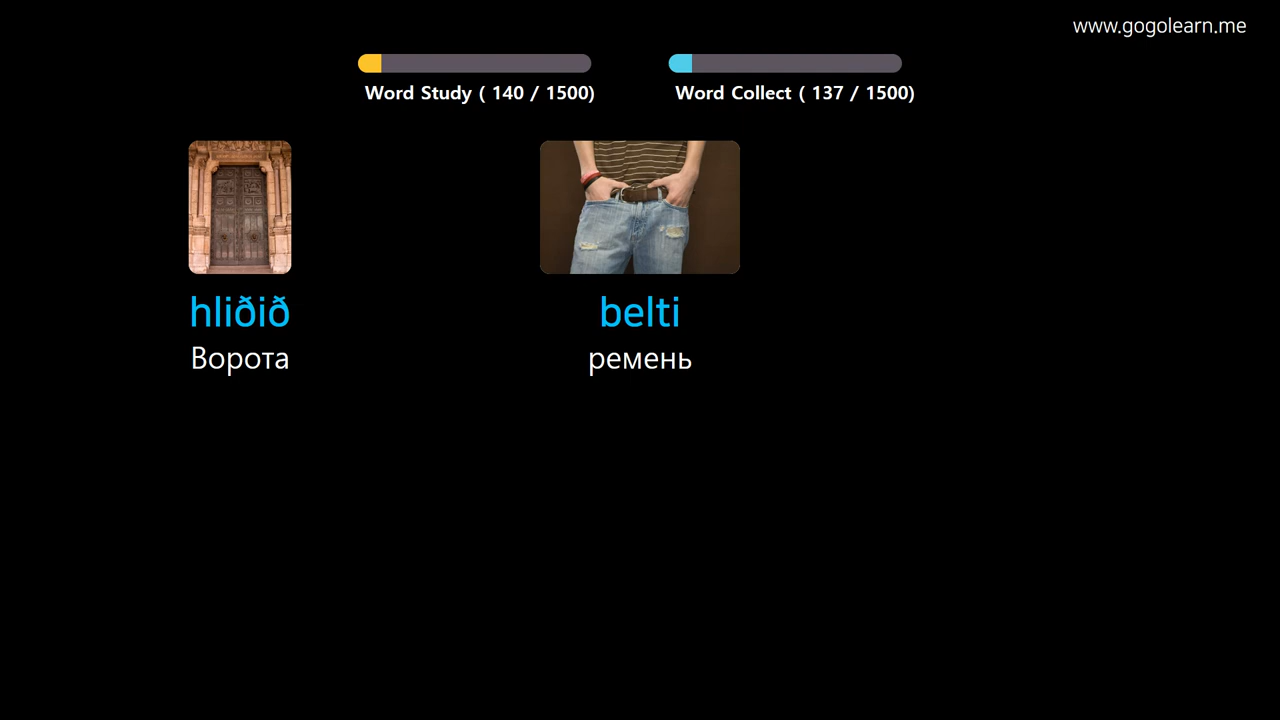 www.gogolearn.me
Word Study ( 140 / 1500)
Word Collect ( 137 / 1500)
hliðið
Ворота
belti
ремень